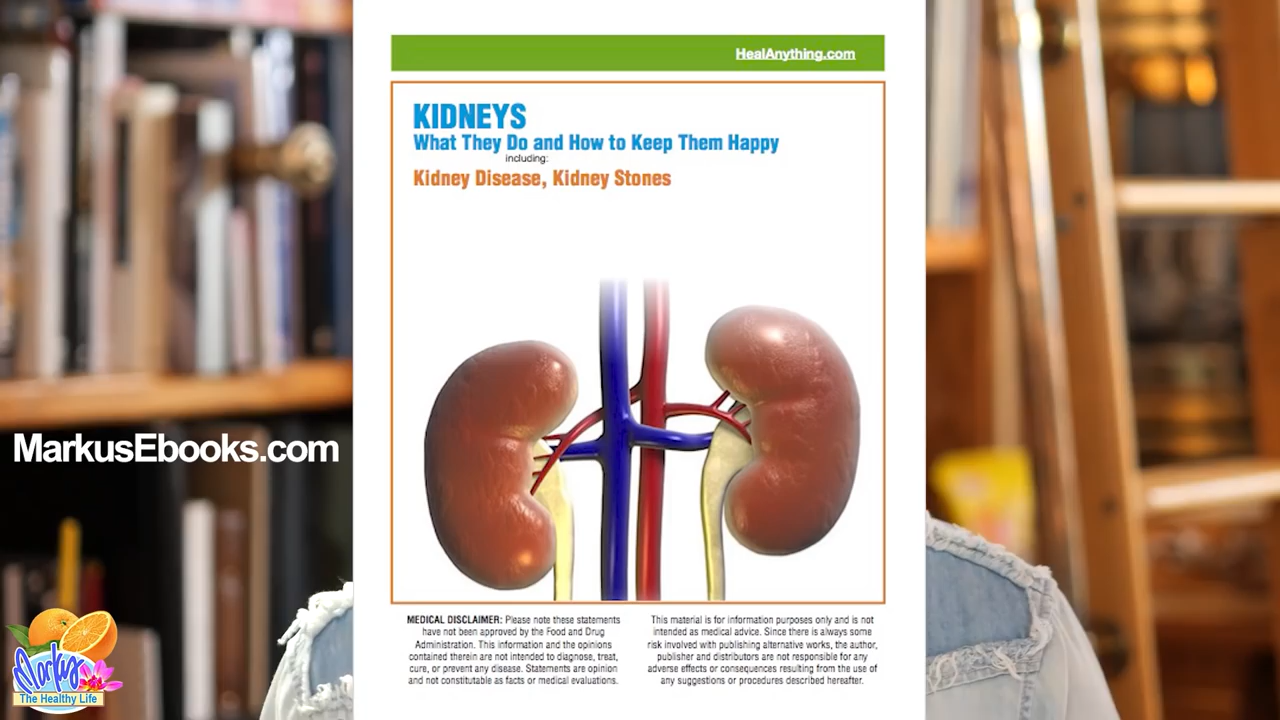 HealAnything.com
KIDNEYS
What They Do and How to Keep Them Happy
including:
Kidney Disease, Kidney Stones
MarkusEbooks.com
MEDICAL DISCLAIMER: Please note these statements
have not been approved by the Food and Drug
Administration. This information and the opinions
contained therein are not intended to diagnose, treat,
cure, or prevent any disease. Statements are opinion
and not constitutable as facts or medical evaluations.
This material is for information purposes only and is not
intended as medical advice. Since there is always some
risk involved with publishing alternative works, the author,
publisher and distributors are not responsible for any
adverse effects or consequences resulting from the use of
any suggestions or procedures described hereafter.
Markus
The Healthy Life